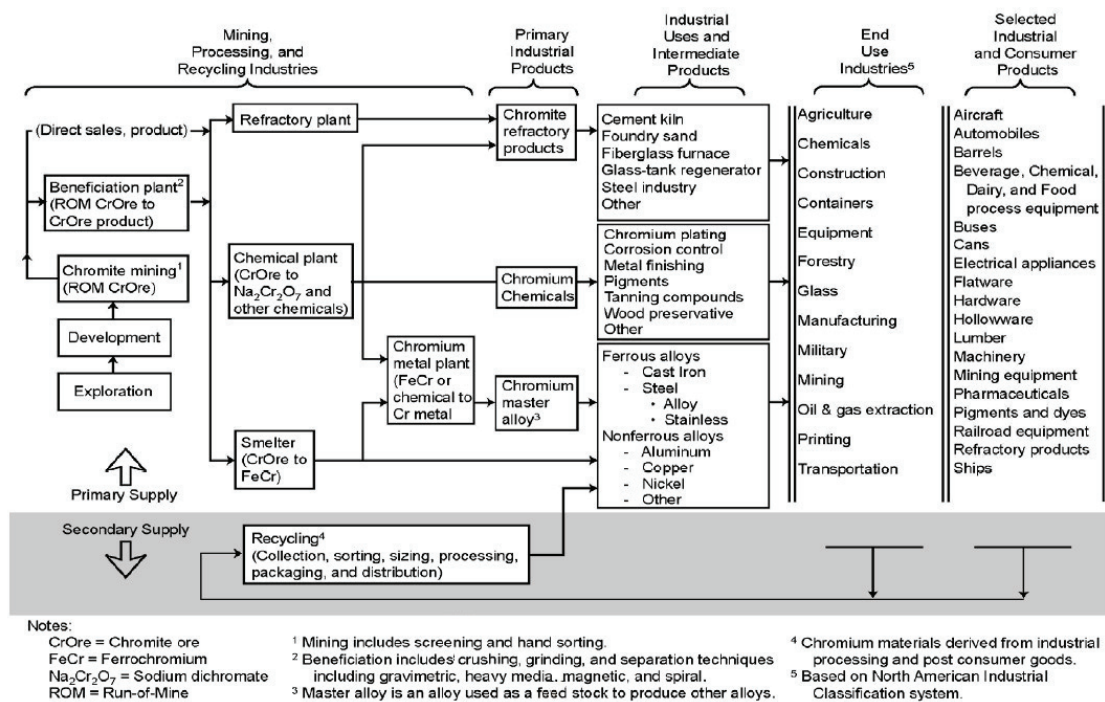 Mining,
Processing, and
Recycling Industries
Primary
Industrial
Products
Industrial
Uses and
Intermediate
Products
End
Use
Industries⁵
Selected
Industrial
and Consumer
Products
(Direct sales, product)
Refractory plant
Chromite
refractory
products
Beneficiation plant²
(ROM CrOre to
CrOre product)
Chromite mining¹
(ROM CrOre)
Development
Exploration
Chemical plant
(CrOre to
Na₂Cr₂O₇ and
other chemicals)
Chromium
Chemicals
Chromium
metal plant
(FeCr or
chemical to
Cr metal
Chromium
master
alloy³
Smelter
(CrOre to
FeCr)
Cement kiln
Foundry sand
Fiberglass furnace
Glass-tank regenerator
Steel industry
Other
Chromium plating
Corrosion control
Metal finishing
Pigments
Tanning compounds
Wood preservative
Other
Ferrous alloys
- Cast Iron
- Steel
· Alloy
· Stainless
Nonferrous alloys
- Aluminum
- Copper
- Nickel
- Other
Agriculture
Chemicals
Construction
Containers
Equipment
Forestry
Glass
Manufacturing
Military
Mining
Oil & gas extraction
Printing
Transportation
Aircraft
Automobiles
Barrels
Beverage, Chemical,
Dairy, and Food
process equipment
Buses
Cans
Electrical appliances
Flatware
Hardware
Hollowware
Lumber
Machinery
Mining equipment
Pharmaceuticals
Pigments and dyes
Railroad equipment
Refractory products
Ships
Primary Supply
Secondary Supply
Recycling⁴
(Collection, sorting, sizing, processing,
packaging, and distribution)
Notes:
CrOre = Chromite ore
FeCr = Ferrochromium
Na₂Cr₂O₇ = Sodium dichromate
ROM = Run-of-Mine
¹ Mining includes screening and hand sorting.
² Beneficiation includes crushing, grinding, and separation techniques
including gravimetric, heavy media, magnetic, and spiral.
³ Master alloy is an alloy used as a feed stock to produce other alloys.
⁴ Chromium materials derived from industrial
processing and post consumer goods.
⁵ Based on North American Industrial
Classification system.